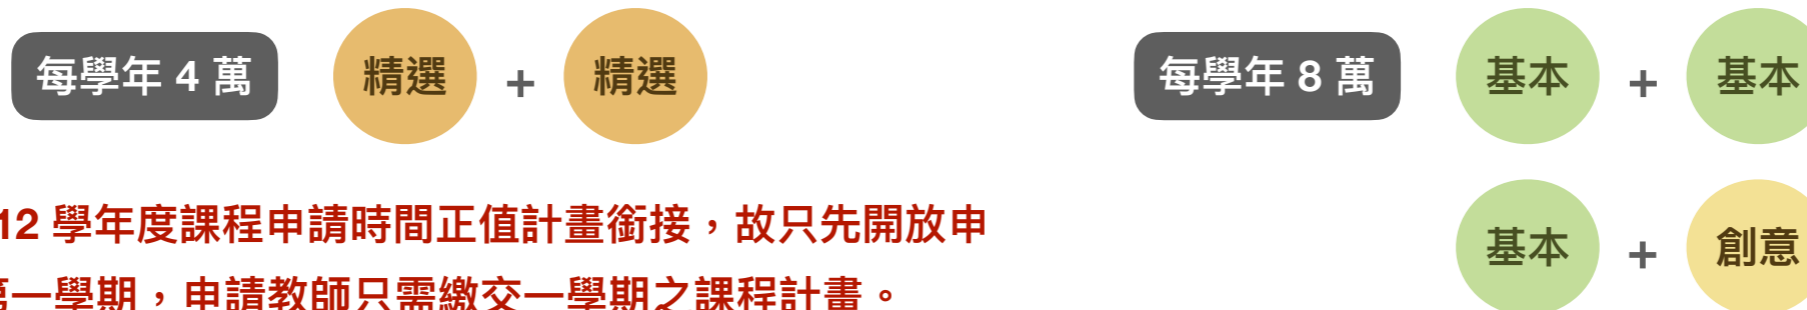 每學年 4 萬 精選 + 精選
每學年 8 萬 基本 + 基本
基本 + 創意
12 學年度課程申請時間正值計畫銜接,故只先開放申
第一學期,申請教師只需繳交一學期之課程計畫。